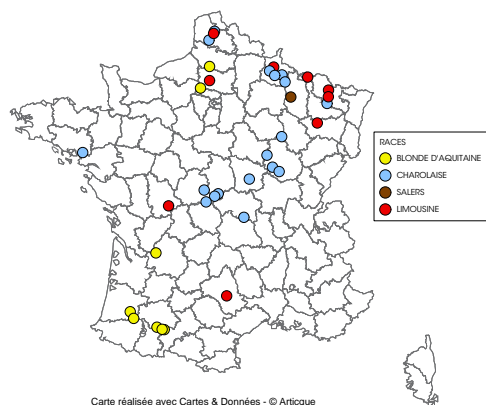 RACES
BLONDE D'AQUITAINE
CHAROLAISE
SALERS
LIMOUSINE
Carte réalisée avec Cartes & Données - © Articque